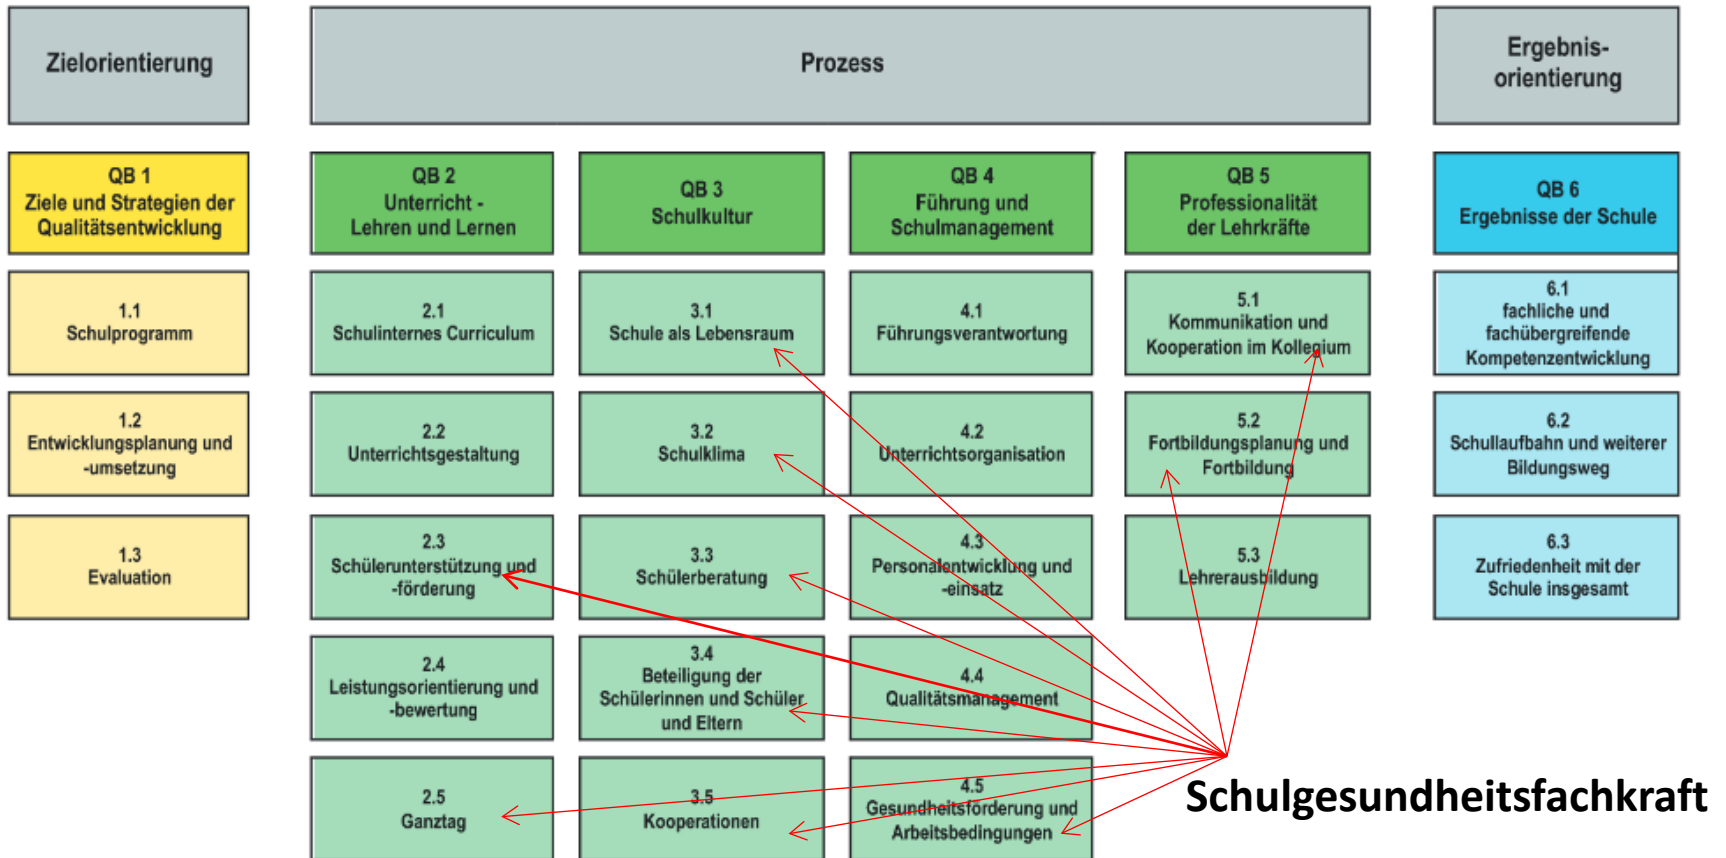 Zielorientierung
Prozess
Ergebnis-
orientierung
QB 1
Ziele und Strategien der
Qualitätsentwicklung
QB 2
Unterricht -
Lehren und Lernen
QB 3
Schulkultur
QB 4
Führung und
Schulmanagement
QB 5
Professionalität
der Lehrkräfte
QB 6
Ergebnisse der Schule
1.1
Schulprogramm
2.1
Schulinternes Curriculum
3.1
Schule als Lebensraum
4.1
Führungsverantwortung
5.1
Kommunikation und
Kooperation im Kollegium
6.1
fachliche und
fachübergreifende
Kompetenzentwicklung
1.2
Entwicklungsplanung und
-umsetzung
2.2
Unterrichtsgestaltung
3.2
Schulklima
4.2
Unterrichtsorganisation
5.2
Fortbildungsplanung und
Fortbildung
6.2
Schullaufbahn und weiterer
Bildungsweg
1.3
Evaluation
2.3
Schülerunterstützung und
-förderung
3.3
Schülerberatung
4.3
Personalentwicklung und
-einsatz
5.3
Lehrerausbildung
6.3
Zufriedenheit mit der
Schule insgesamt
2.4
Leistungsorientierung und
-bewertung
3.4
Beteiligung der
Schülerinnen und Schüler
und Eltern
4.4
Qualitätsmanagement
2.5
Ganztag
3.5
Kooperationen
4.5
Gesundheitsförderung und
Arbeitsbedingungen
Schulgesundheitsfachkraft